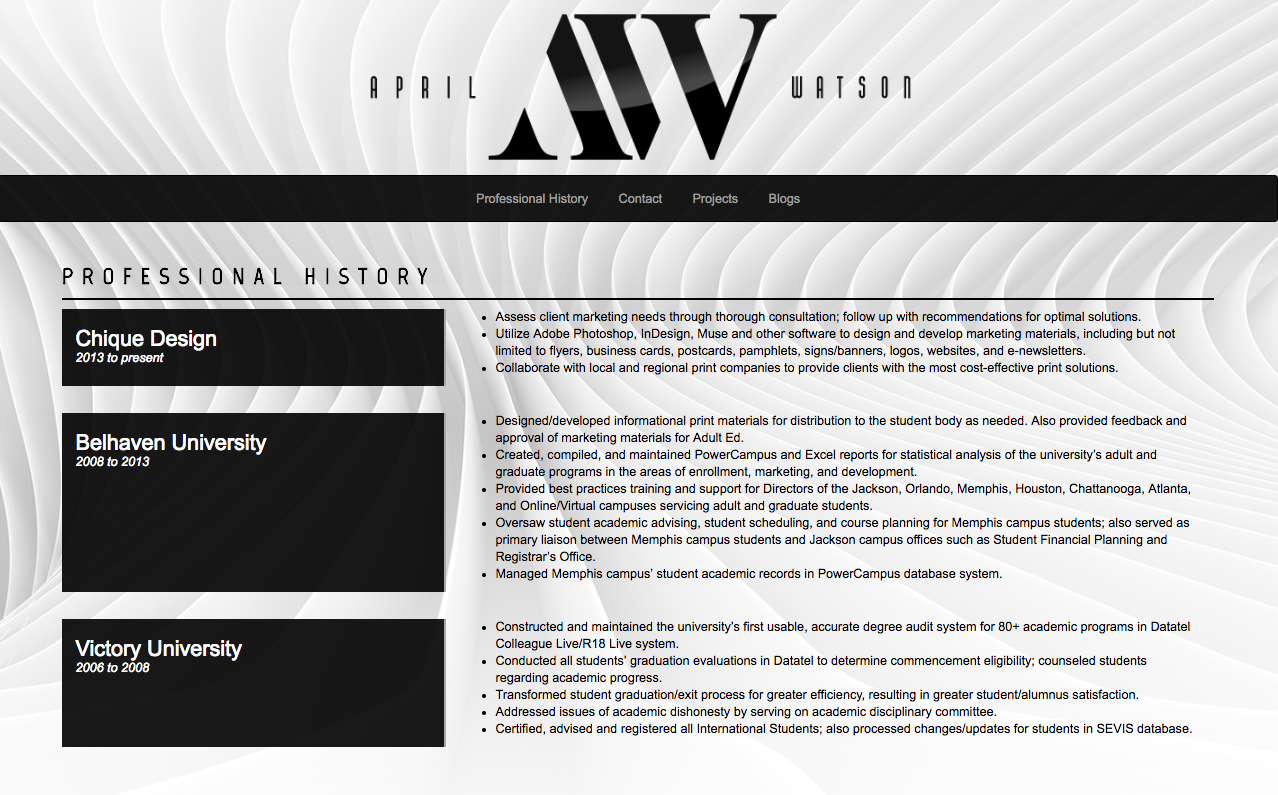 APRIL AW WATSON
Professional History Contact Projects Blogs
PROFESSIONAL HISTORY
Chique Design
2013 to present
• Assess client marketing needs through thorough consultation; follow up with recommendations for optimal solutions.
• Utilize Adobe Photoshop, InDesign, Muse and other software to design and develop marketing materials, including but not
limited to flyers, business cards, postcards, pamphlets, signs/banners, logos, websites, and e-newsletters.
• Collaborate with local and regional print companies to provide clients with the most cost-effective print solutions.
Belhaven University
2008 to 2013
• Designed/developed informational print materials for distribution to the student body as needed. Also provided feedback and
approval of marketing materials for Adult Ed.
• Created, compiled, and maintained PowerCampus and Excel reports for statistical analysis of the university’s adult and
graduate programs in the areas of enrollment, marketing, and development.
• Provided best practices training and support for Directors of the Jackson, Orlando, Memphis, Houston, Chattanooga, Atlanta,
and Online/Virtual campuses servicing adult and graduate students.
• Oversaw student academic advising, student scheduling, and course planning for Memphis campus students; also served as
primary liaison between Memphis campus students and Jackson campus offices such as Student Financial Planning and
Registrar’s Office.
• Managed Memphis campus’ student academic records in PowerCampus database system.
Victory University
2006 to 2008
• Constructed and maintained the university’s first usable, accurate degree audit system for 80+ academic programs in Datatel
Colleague Live/R18 Live system.
• Conducted all students’ graduation evaluations in Datatel to determine commencement eligibility; counseled students
regarding academic progress.
• Transformed student graduation/exit process for greater efficiency, resulting in greater student/alumnus satisfaction.
• Addressed issues of academic dishonesty by serving on academic disciplinary committee.
• Certified, advised and registered all International Students; also processed changes/updates for students in SEVIS database.